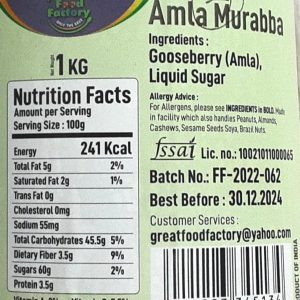 Food
Factory
Net Weight
1 KG
Nutrition Facts
Amount per Serving
Serving Size : 100g
Energy 241 Kcal
Total Fat 5g 2%
Saturated Fat 2g 1%
Trans Fat 0g
Cholesterol 0mg
Sodium 55mg
Total Carbohydrates 45.5g 5%
Dietary Fiber 3.5g 9%
Sugars 60g 2%
Protein 3.5g
Amla Murabba
Ingredients :
Gooseberry (Amla),
Liquid Sugar
Allergy Advice :
For Allergens, please see INGREDIENTS in BOLD. Made
in facility which also handles Peanuts, Almonds,
Cashews, Sesame Seeds Soya, Brazil Nuts.
fssai Lic. no.: 10021011000065
Batch No.: FF-2022-062
Best Before : 30.12.2024
Customer Services :
greatfoodfactory@yahoo.com
PRODUCT OF INDIA